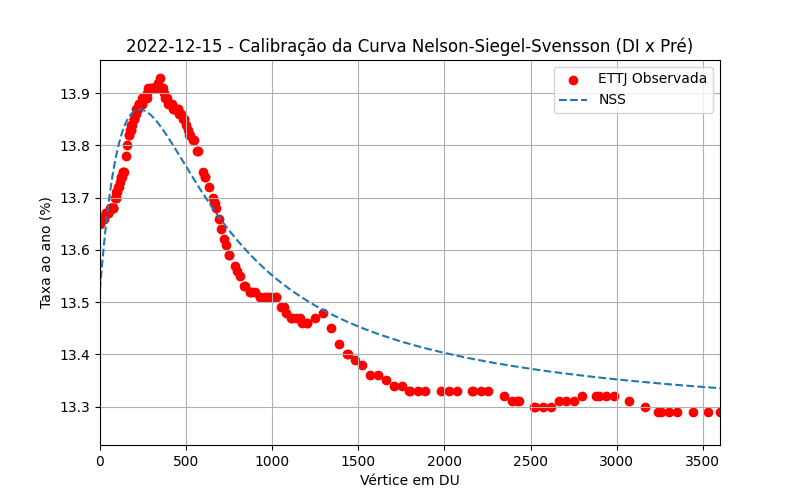 2022-12-15 - Calibração da Curva Nelson-Siegel-Svensson (DI x Pré)
ETTJ Observada
NSS
Taxa ao ano (%)
13.9
13.8
13.7
13.6
13.5
13.4
13.3
0 500 1000 1500 2000 2500 3000 3500
Vértice em DU